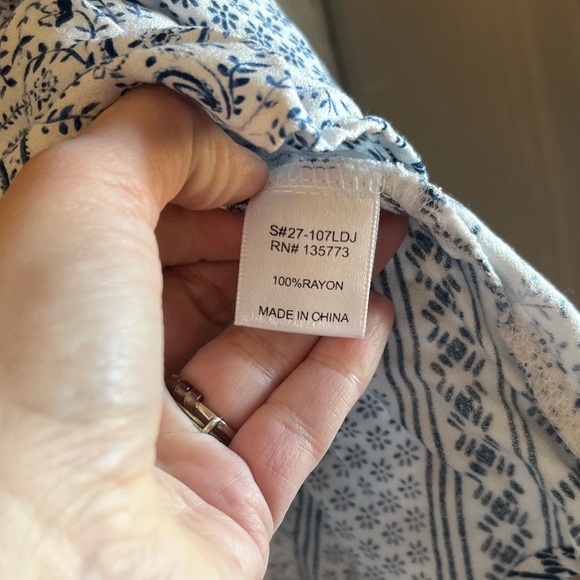 S#27-107LDJ
RN# 135773
100%RAYON
MADE IN CHINA